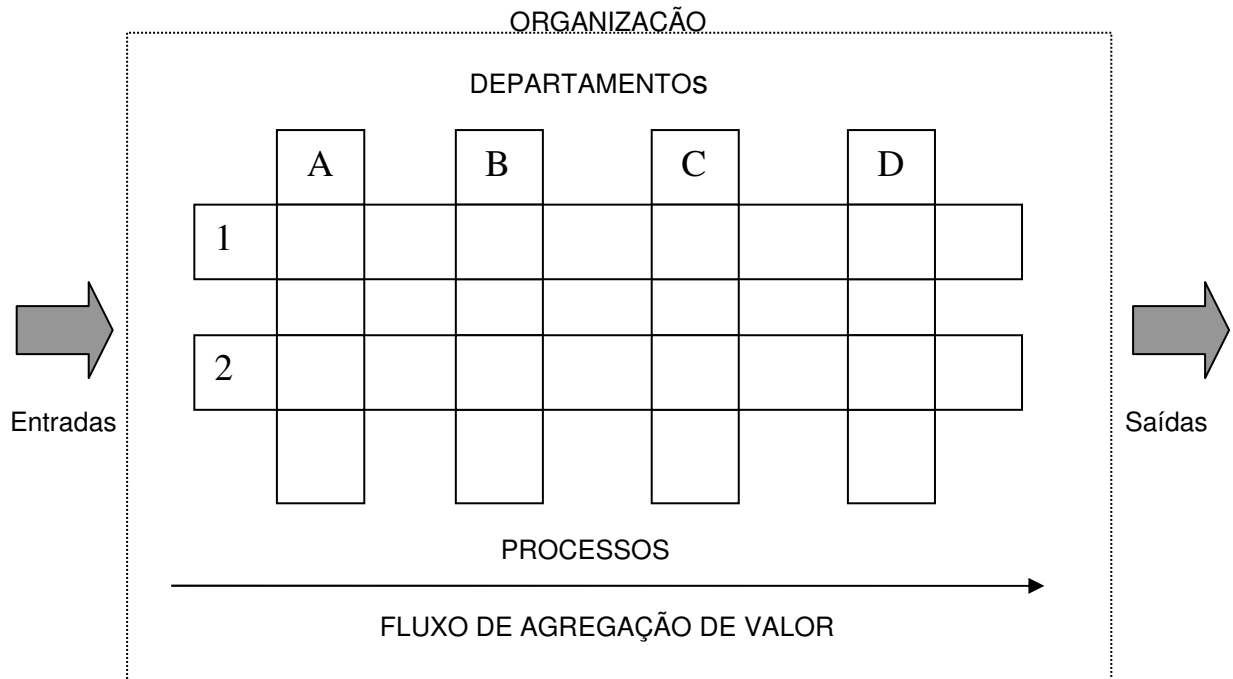 ORGANIZAÇÃO
DEPARTAMENTOs
A B C D
1
2
Entradas
Saídas
PROCESSOS
FLUXO DE AGREGAÇÃO DE VALOR